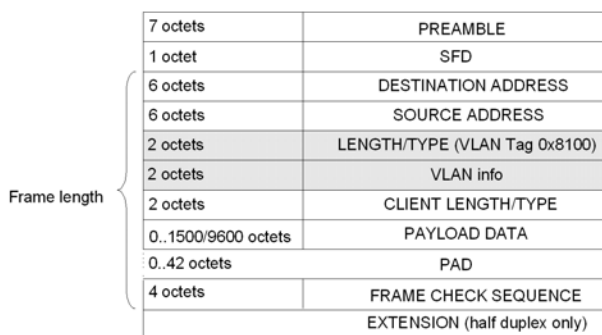 7 octets PREAMBLE
1 octet SFD
6 octets DESTINATION ADDRESS
6 octets SOURCE ADDRESS
2 octets LENGTH/TYPE (VLAN Tag 0x8100)
2 octets VLAN info
Frame length
2 octets CLIENT LENGTH/TYPE
0..1500/9600 octets PAYLOAD DATA
0..42 octets PAD
4 octets FRAME CHECK SEQUENCE
EXTENSION (half duplex only)